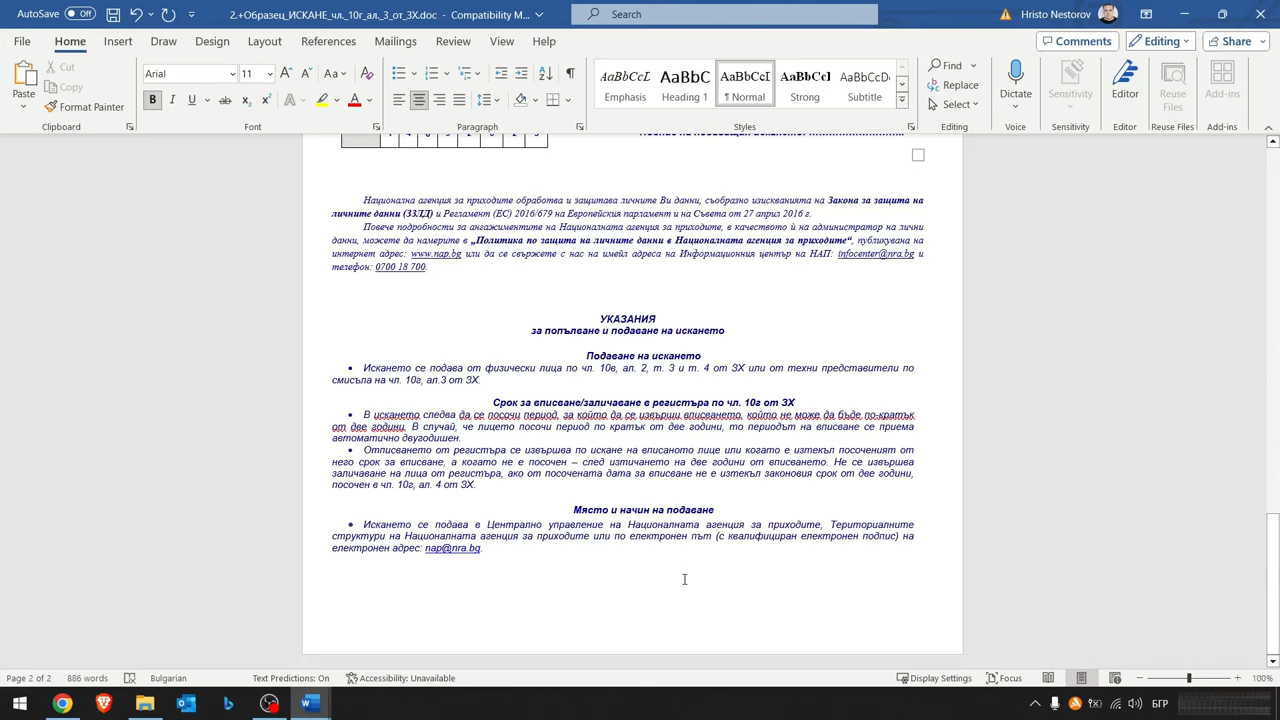 AutoSave Off
Search
Hristo Nestorov
File Home Insert Draw Design Layout References Mailings Review View Help
Comments Editing Share
Paste Cut Copy Format Painter
Arial 11
Aa
AaBbCcL AaBbC AaBbCcL AaBbCcl AaBbCcD
Emphasis Heading 1 ¶ Normal Strong Subtitle
Find Replace Select
Dictate Sensitivity Editor Reuse Files Add-ins
Clipboard Font Paragraph Styles Editing Voice Sensitivity Editor Reuse Files Add-ins
Национална агенция за приходите обработва и защитава личните Ви данни, съобразно изискванията на Закона за защита на
личните данни (ЗЗЛД) и Регламент (ЕС) 2016/679 на Европейския парламент и на Съвета от 27 април 2016 г.
Повече подробности за ангажиментите на Националната агенция за приходите, в качеството ѝ на администратор на лични
данни, можете да намерите в „Политика по защита на личните данни в Националната агенция за приходите“, публикувана на
интернет адрес: www.nap.bg или да се свържете с нас на имейл адреса на Информационния център на НАП: infocenter@nra.bg и
телефон: 0700 18 700.
УКАЗАНИЯ
за попълване и подаване на искането
Подаване на искането
• Искането се подава от физически лица по чл. 10в, ал. 2, т. 3 и т. 4 от ЗХ или от техни представители по
смисъла на чл. 10г, ал.3 от ЗХ.
Срок за вписване/заличаване в регистъра по чл. 10г от ЗХ
• В искането следва да се посочи период, за който да се извърши вписването, който не може да бъде по-кратък
от две години. В случай, че лицето посочи период по кратък от две години, то периодът на вписване се приема
автоматично двугодишен.
• Отписването от регистъра се извършва по искане на вписаното лице или когато е изтекъл посоченият от
него срок за вписване, а когато не е посочен – след изтичането на две години от вписването. Не се извършва
заличаване на лица от регистъра, ако от посочената дата за вписване не е изтекъл законовия срок от две години,
посочен в чл. 10г, ал. 4 от ЗХ.
Място и начин на подаване
• Искането се подава в Централно управление на Националната агенция за приходите, Териториалните
структури на Националната агенция за приходите или по електронен път (с квалифициран електронен подпис) на
електронен адрес: nap@nra.bg.
Page 2 of 2 886 words Bulgarian Text Predictions: On Accessibility: Unavailable Display Settings Focus 100%
БГР